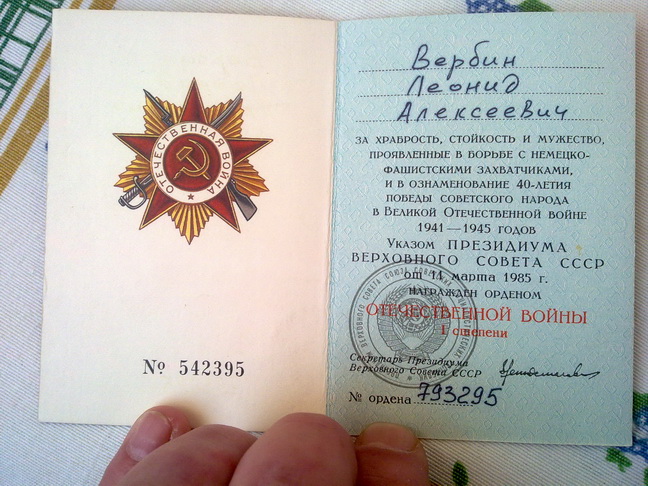 ОТЕЧЕСТВЕННАЯ ВОЙНА
№ 542395
Вербин
Леонид
Алексеевич
ЗА ХРАБРОСТЬ, СТОЙКОСТЬ И МУЖЕСТВО,
ПРОЯВЛЕННЫЕ В БОРЬБЕ С НЕМЕЦКО-
ФАШИСТСКИМИ ЗАХВАТЧИКАМИ,
И В ОЗНАМЕНОВАНИЕ 40-ЛЕТИЯ
ПОБЕДЫ СОВЕТСКОГО НАРОДА
В ВЕЛИКОЙ ОТЕЧЕСТВЕННОЙ ВОЙНЕ
1941—1945 ГОДОВ
УКАЗОМ ПРЕЗИДИУМА
ВЕРХОВНОГО СОВЕТА СССР
от 11 марта 1985 г.
НАГРАЖДЕН ОРДЕНОМ
ОТЕЧЕСТВЕННОЙ ВОЙНЫ
I степени
Секретарь Президиума
Верховного Совета СССР
№ ордена 793295